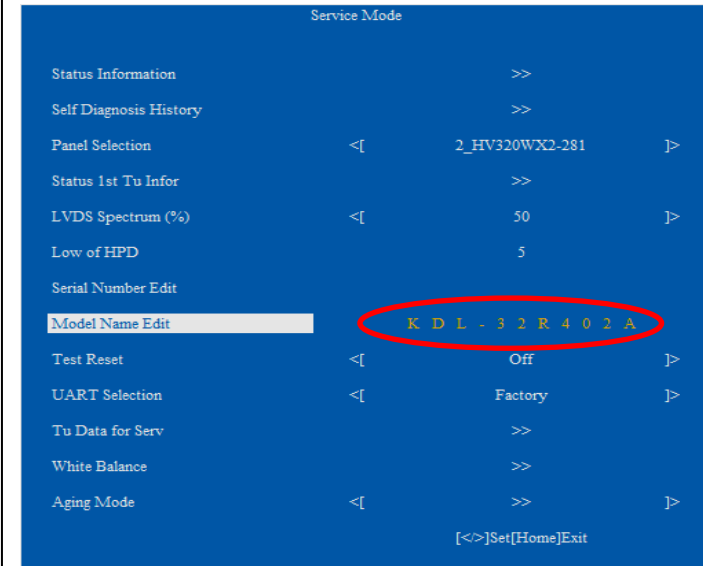 Service Mode
Status Information >>
Self Diagnosis History >>
Panel Selection <[ 2_HV320WX2-281 ]>
Status 1st Tu Infor >>
LVDS Spectrum (%) <[ 50 ]>
Low of HPD 5
Serial Number Edit
Model Name Edit K D L - 3 2 R 4 0 2 A
Test Reset <[ Off ]>
UART Selection <[ Factory ]>
Tu Data for Serv >>
White Balance >>
Aging Mode <[ >> ]>
[</>]Set[Home]Exit